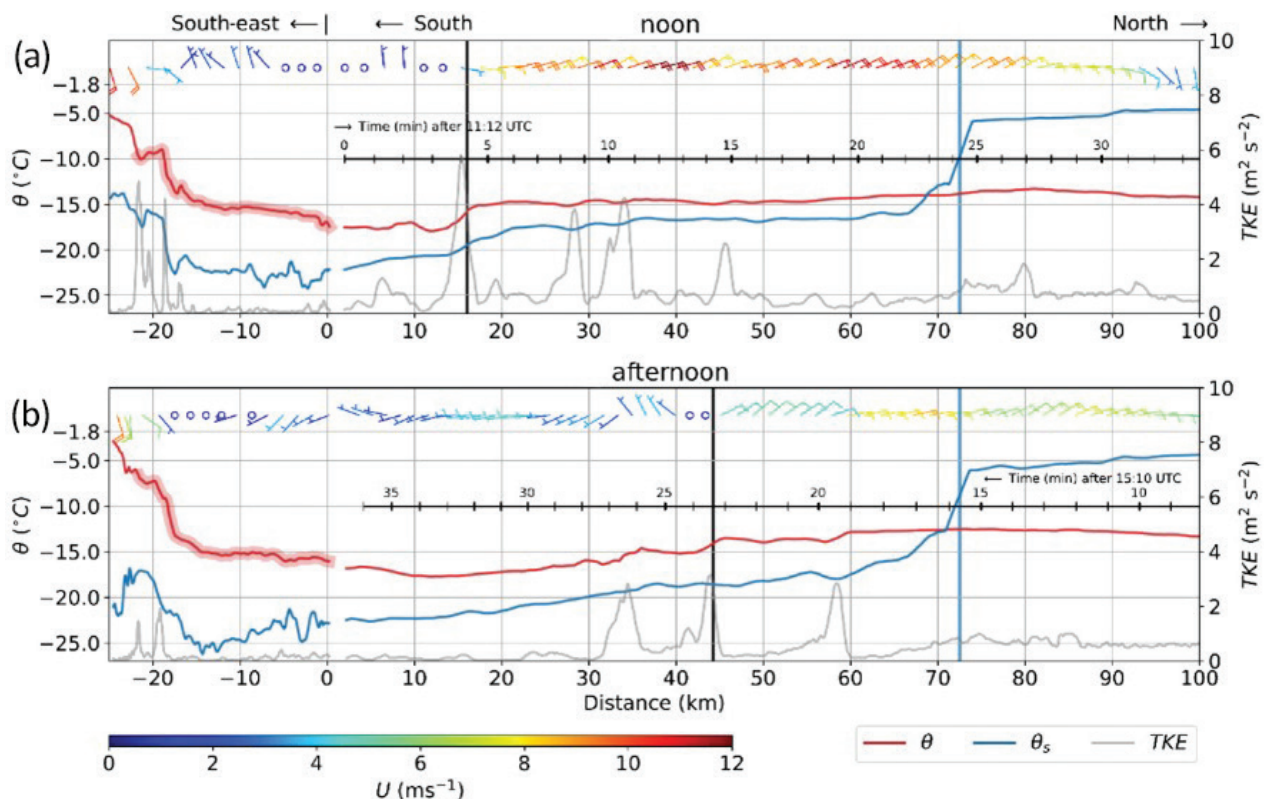 South-east ← | ← South noon North →
(a)
10
−1.8
8
−5.0
→ Time (min) after 11:12 UTC
0 5 10 15 20 25 30
−10.0
6
θ (°C)
TKE (m² s⁻²)
−15.0
4
−20.0
2
−25.0
0
−20 −10 0 10 20 30 40 50 60 70 80 90 100
afternoon
(b)
10
−1.8
8
−5.0
← Time (min) after 15:10 UTC
35 30 25 20 15 10
−10.0
6
θ (°C)
TKE (m² s⁻²)
−15.0
4
−20.0
2
−25.0
0
−20 −10 0 10 20 30 40 50 60 70 80 90 100
Distance (km)
0 2 4 6 8 10 12
U (ms⁻¹)
θ θₛ TKE